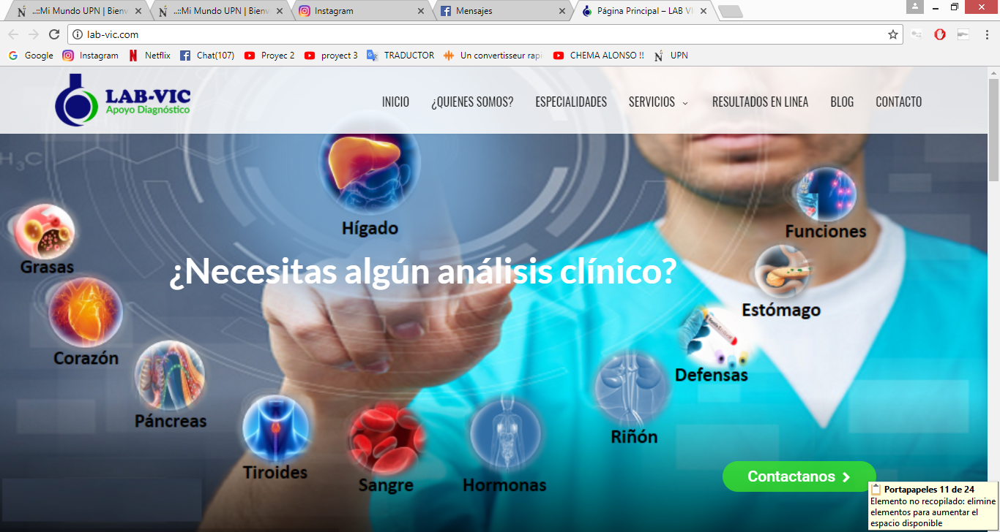 ..::Mi Mundo UPN | Bienv
..::Mi Mundo UPN | Bienv
Instagram
Mensajes
Página Principal – LAB VI
lab-vic.com
Google
Instagram
Netflix
Chat(107)
Proyec 2
proyect 3
TRADUCTOR
Un convertisseur rapi
CHEMA ALONSO !!
UPN
LAB-VIC
Apoyo Diagnóstico
INICIO
¿QUIENES SOMOS?
ESPECIALIDADES
SERVICIOS
RESULTADOS EN LINEA
BLOG
CONTACTO
H3C
Hígado
Funciones
Grasas
¿Necesitas algún análisis clínico?
Estómago
Corazón
Defensas
Páncreas
Riñón
Tiroides
Sangre
Hormonas
Contactanos
Portapapeles 11 de 24
Elemento no recopilado: elimine
elementos para aumentar el
espacio disponible